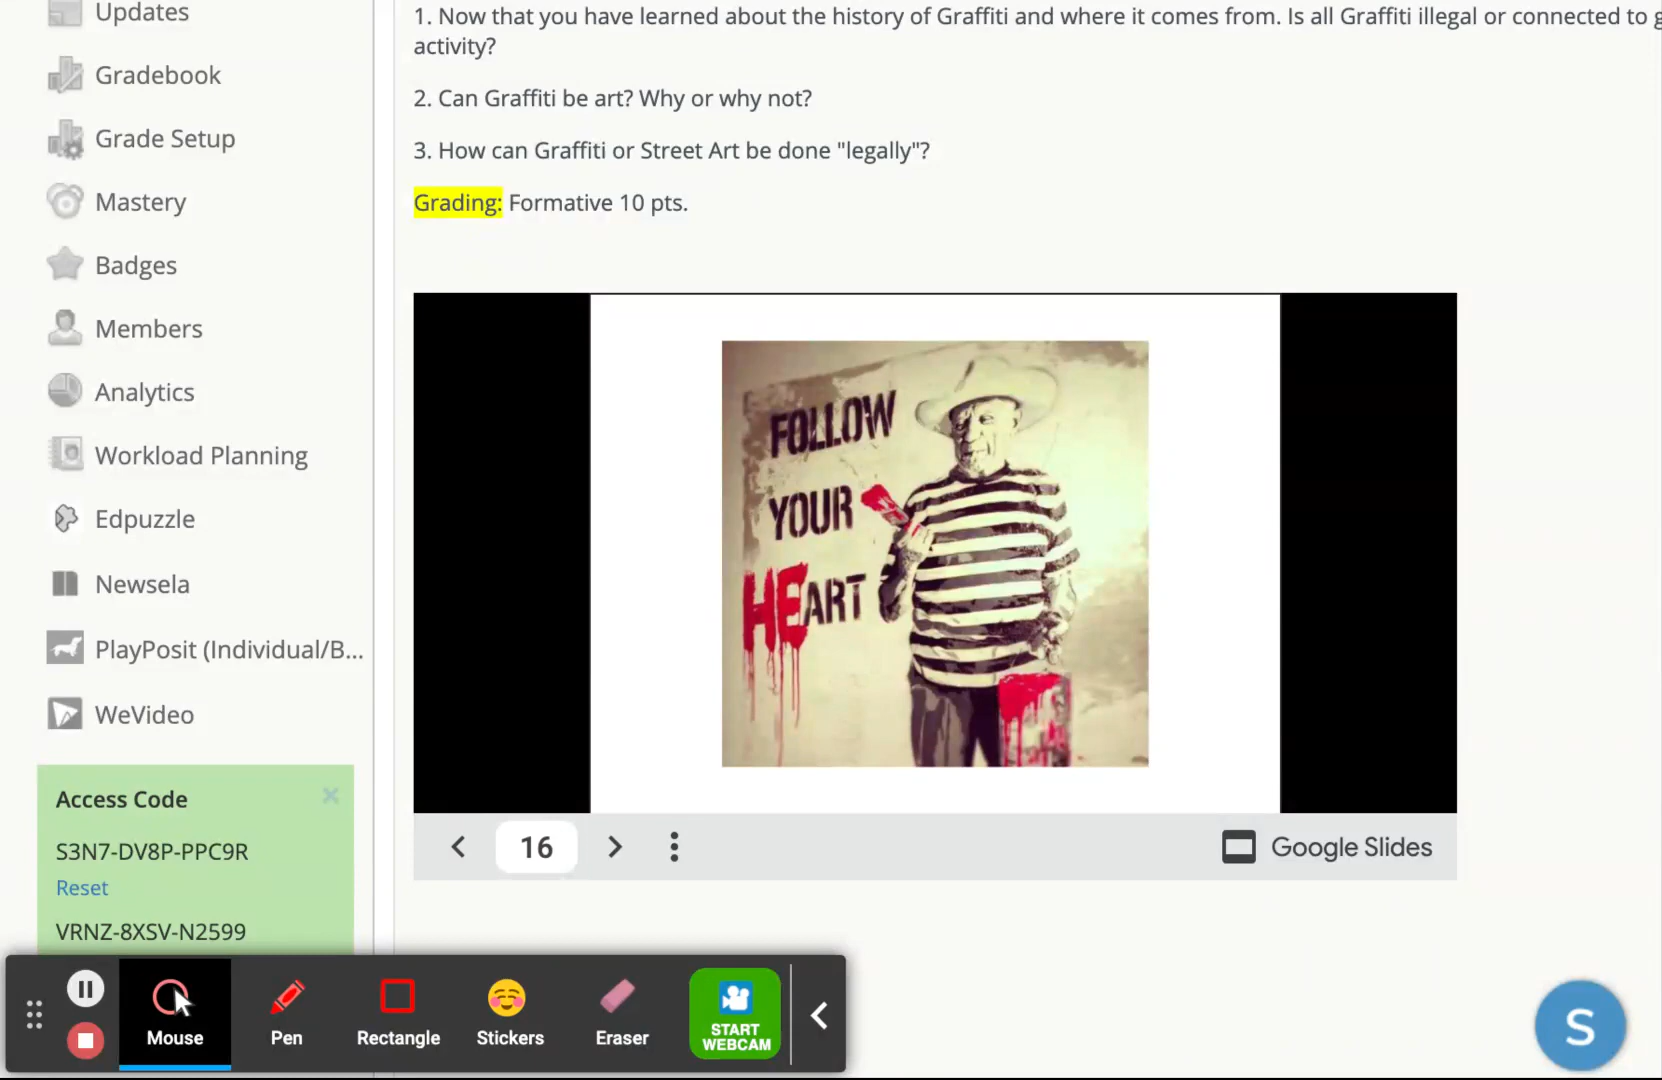 Updates
Gradebook
Grade Setup
Mastery
Badges
Members
Analytics
Workload Planning
Edpuzzle
Newsela
PlayPosit (Individual/B...
WeVideo
Access Code
S3N7-DV8P-PPC9R
Reset
VRNZ-8XSV-N2599
1. Now that you have learned about the history of Graffiti and where it comes from. Is all Graffiti illegal or connected to
activity?
2. Can Graffiti be art? Why or why not?
3. How can Graffiti or Street Art be done "legally"?
Grading: Formative 10 pts.
FOLLOW
YOUR
HEART
16
Google Slides
Mouse
Pen
Rectangle
Stickers
Eraser
START
WEBCAM
S